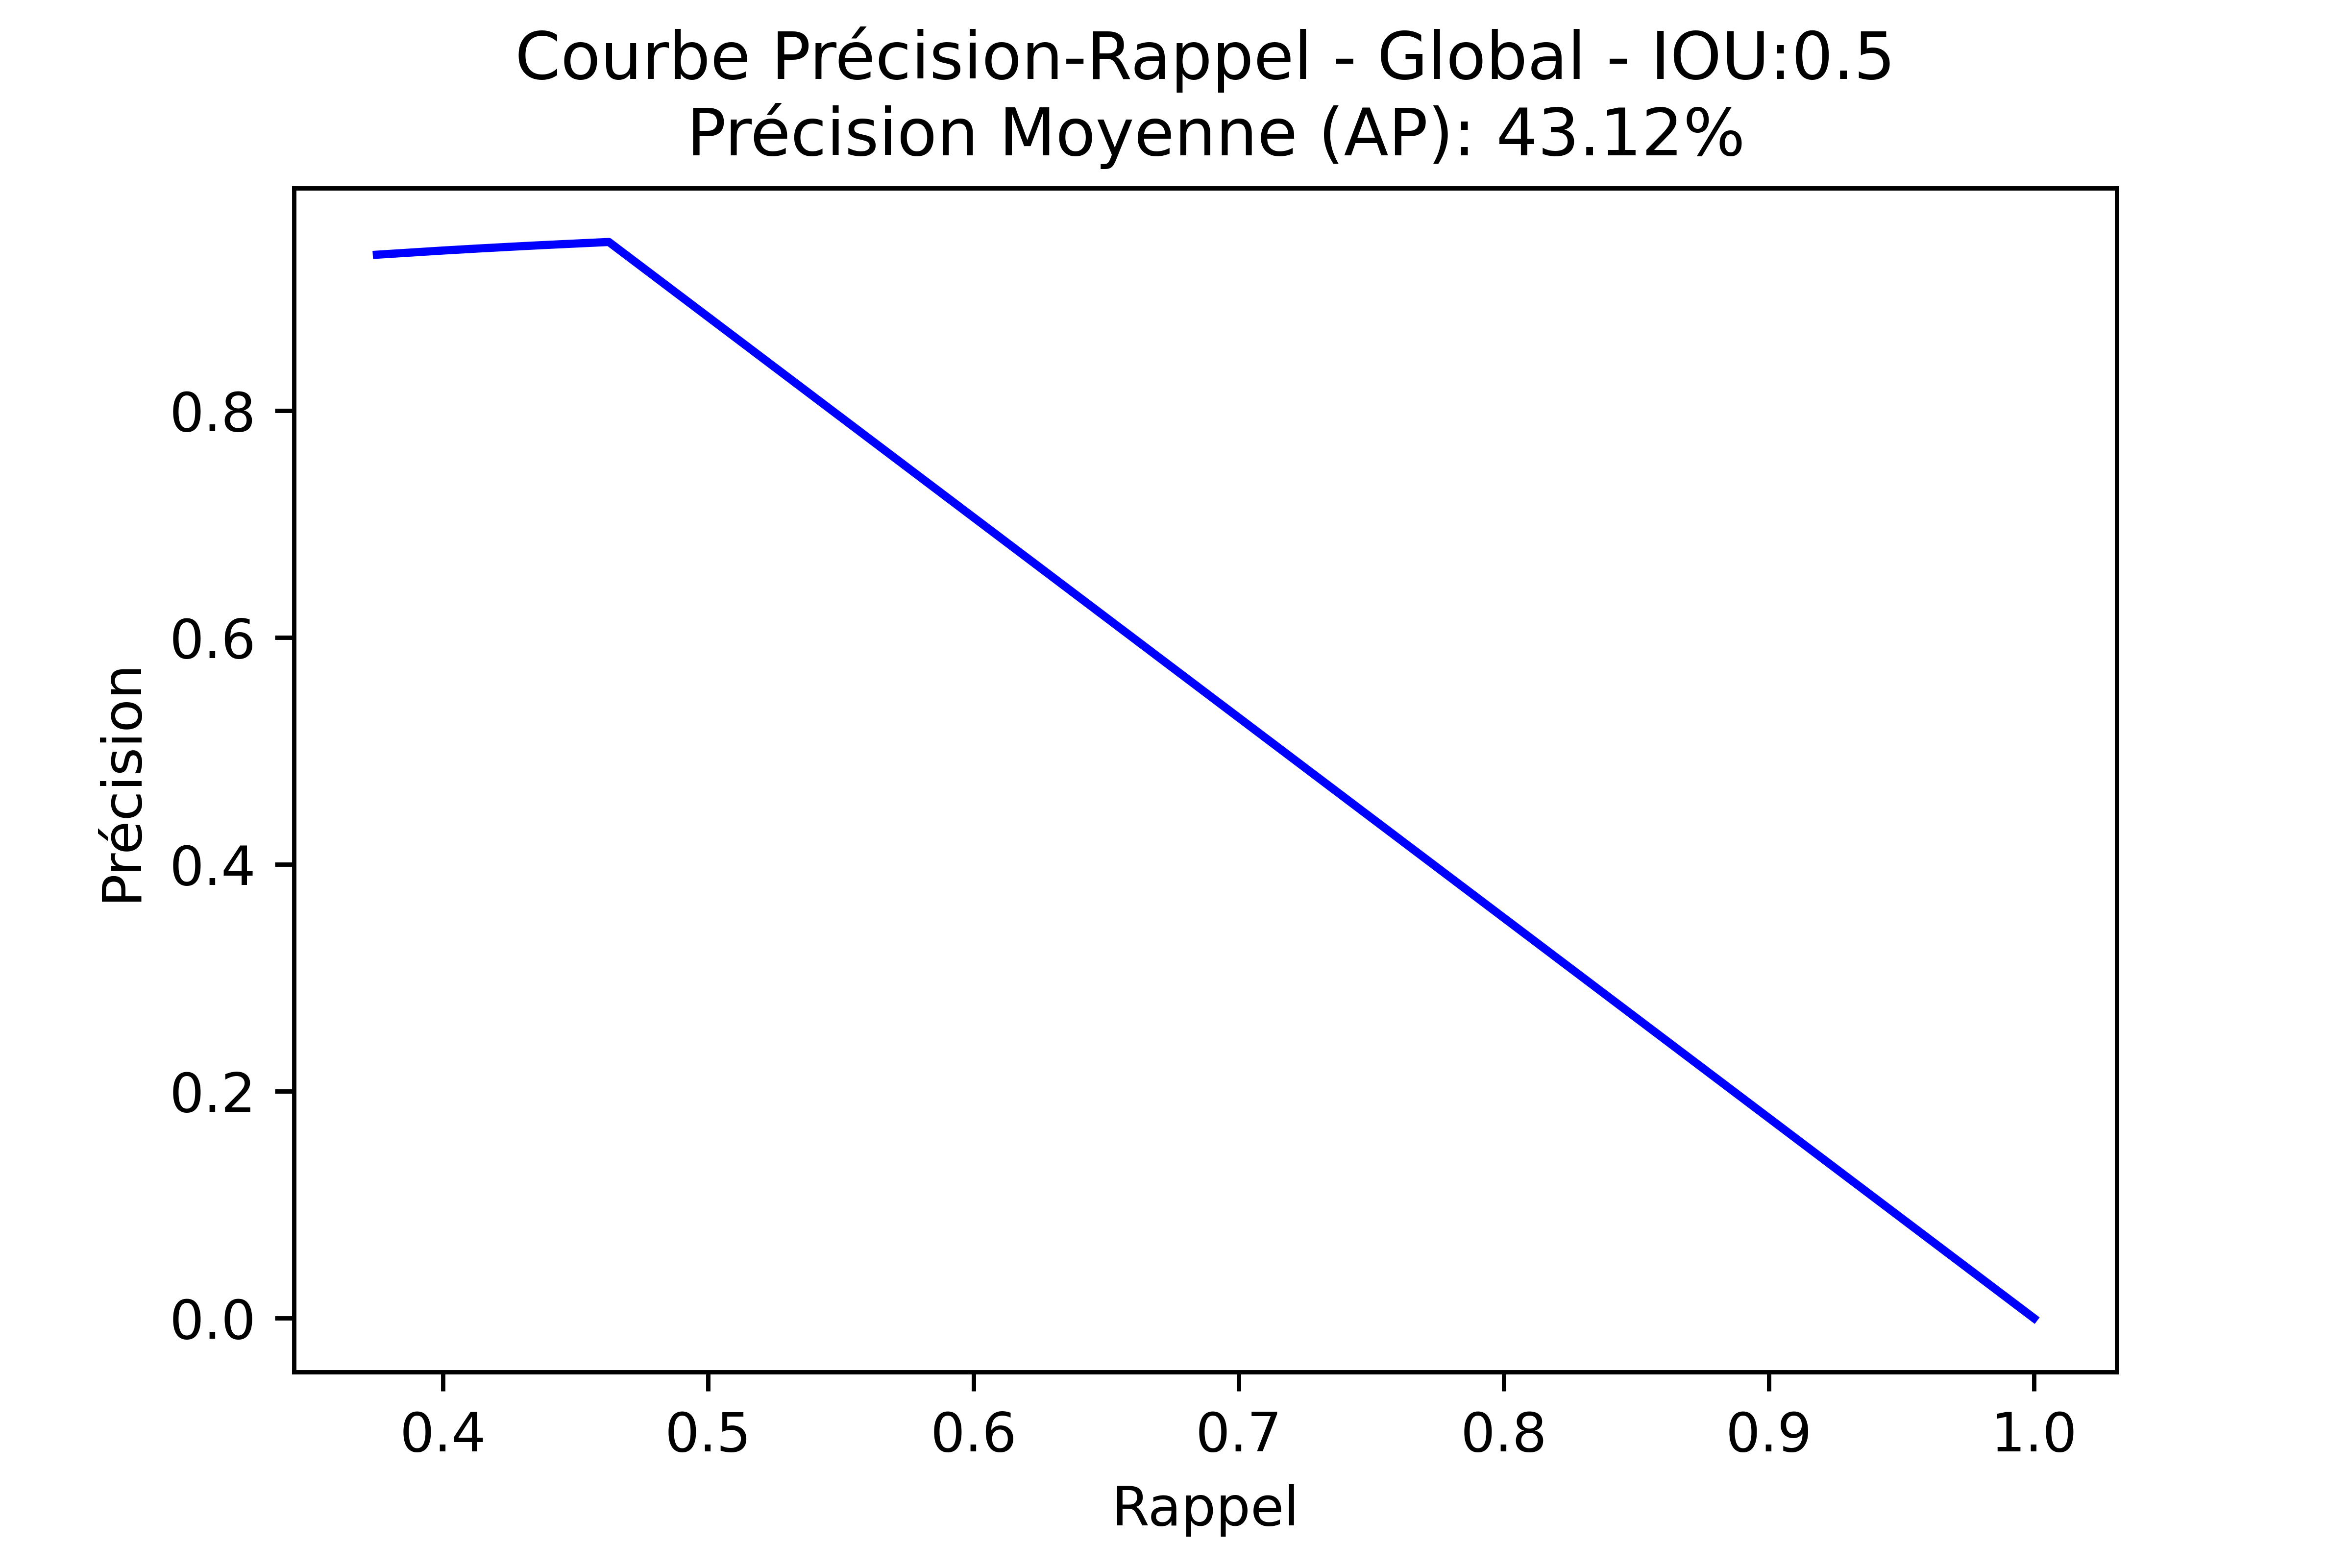 Courbe Précision-Rappel - Global - IOU:0.5
Précision Moyenne (AP): 43.12%
Précision
0.8
0.6
0.4
0.2
0.0
0.4 0.5 0.6 0.7 0.8 0.9 1.0
Rappel